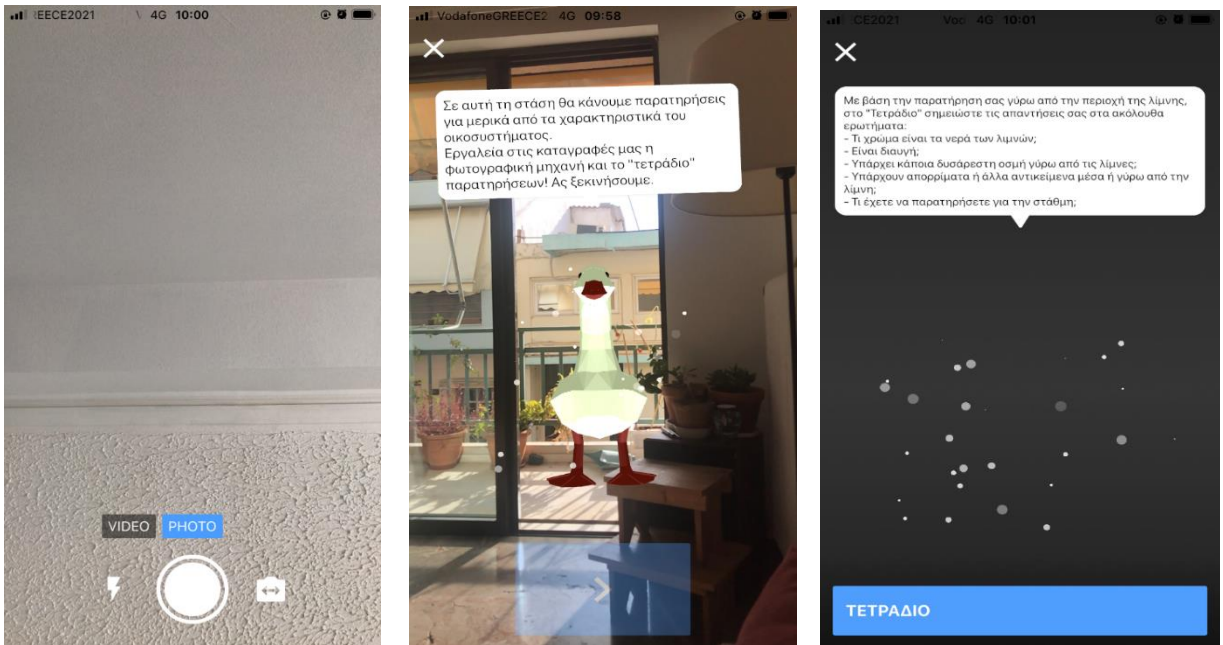 EECE2021 4G 10:00
VIDEO PHOTO
VodafoneGREECE2 4G 09:58
Σε αυτή τη στάση θα κάνουμε παρατηρήσεις
για μερικά από τα χαρακτηριστικά του
οικοσυστήματος.
Εργαλεία στις καταγραφές μας η
φωτογραφική μηχανή και το "τετράδιο"
παρατηρήσεων! Ας ξεκινήσουμε.
CE2021 Voo 4G 10:01
Με βάση την παρατήρηση σας γύρω από την περιοχή της λίμνης,
στο "Τετράδιο" σημειώστε τις απαντήσεις σας στα ακόλουθα
ερωτήματα:
- Τι χρώμα είναι τα νερά των λιμνών;
- Είναι διαυγή;
- Υπάρχει κάποια δυσάρεστη οσμή γύρω από τις λίμνες;
- Υπάρχουν απορρίματα ή άλλα αντικείμενα μέσα ή γύρω από την
λίμνη;
- Τι έχετε να παρατηρήσετε για την στάθμη;
ΤΕΤΡΑΔΙΟ